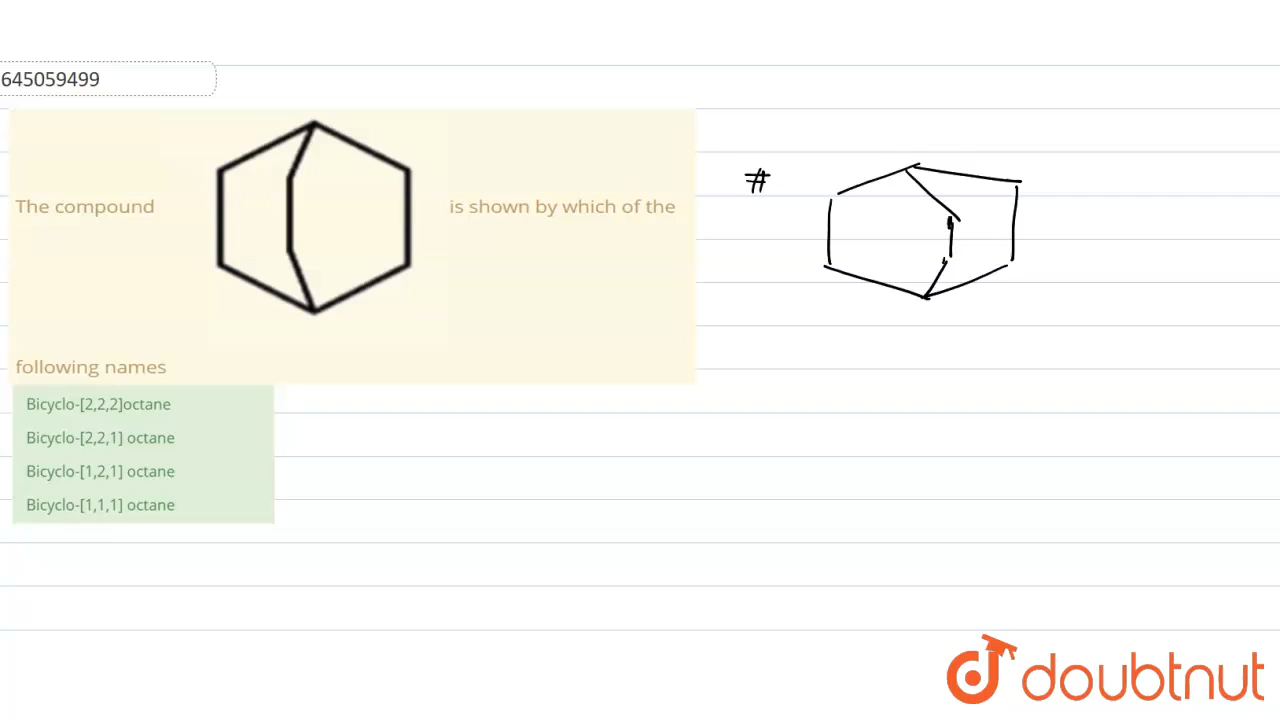 645059499
The compound is shown by which of the
following names
Bicyclo-[2,2,2]octane
Bicyclo-[2,2,1] octane
Bicyclo-[1,2,1] octane
Bicyclo-[1,1,1] octane
#
doubtnut